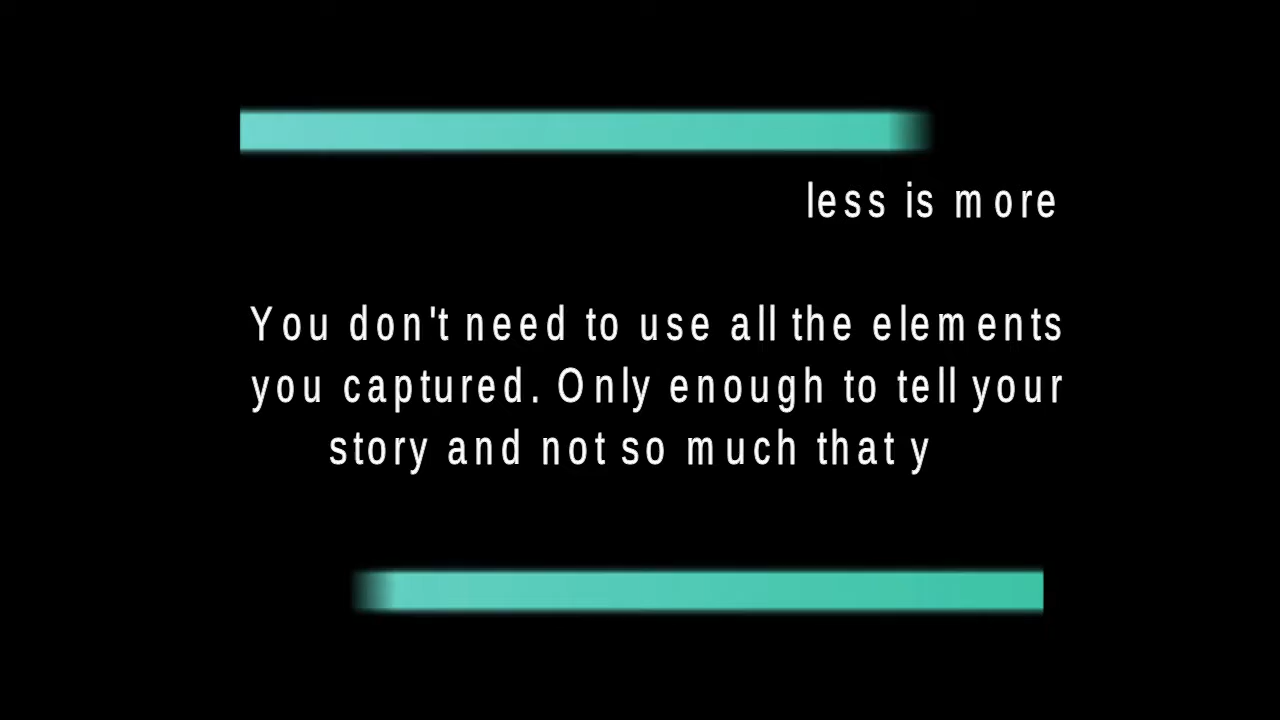 less is more
You don't need to use all the elements
you captured. Only enough to tell your
story and not so much that y